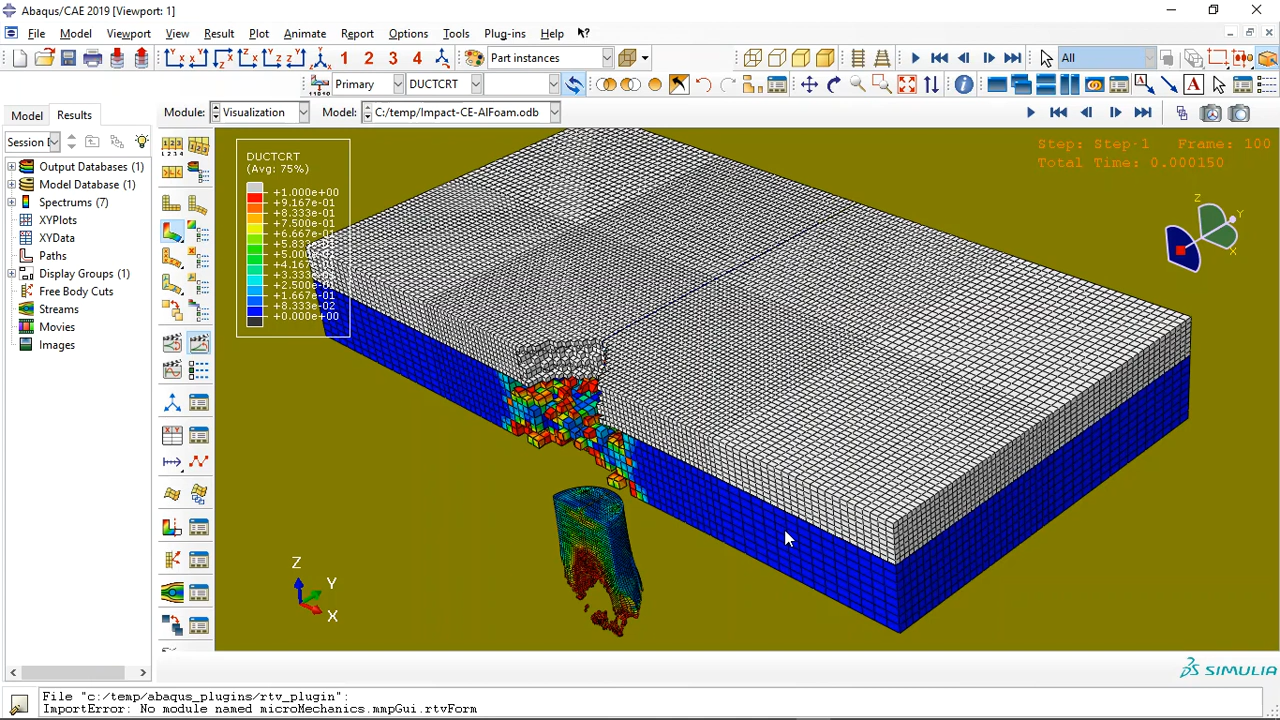 Abaqus/CAE 2019 [Viewport: 1]
File Model Viewport View Result Plot Animate Report Options Tools Plug-ins Help
1 2 3 4 Part instances All
Primary DUCTCRT
Model Results Module: Visualization Model: C:/temp/Impact-CE-AlFoam.odb
Session D
Output Databases (1)
Model Database (1)
Spectrums (7)
XYPlots
XYData
Paths
Display Groups (1)
Free Body Cuts
Streams
Movies
Images
DUCTCRT
(Avg: 75%)
+1.000e+00
+9.167e-01
+8.333e-01
+7.500e-01
+6.667e-01
+5.833e-01
+4.167e-01
+3.333e-01
+2.500e-01
+1.667e-01
+8.333e-02
+0.000e+00
Step: Step-1 Frame: 100
Total Time: 0.000150
Z
Y
X
Z
Y
X
SIMULIA
File "c:/temp/abaqus_plugins/rtv_plugin":
ImportError: No module named microMechanics.mmpGui.rtvForm